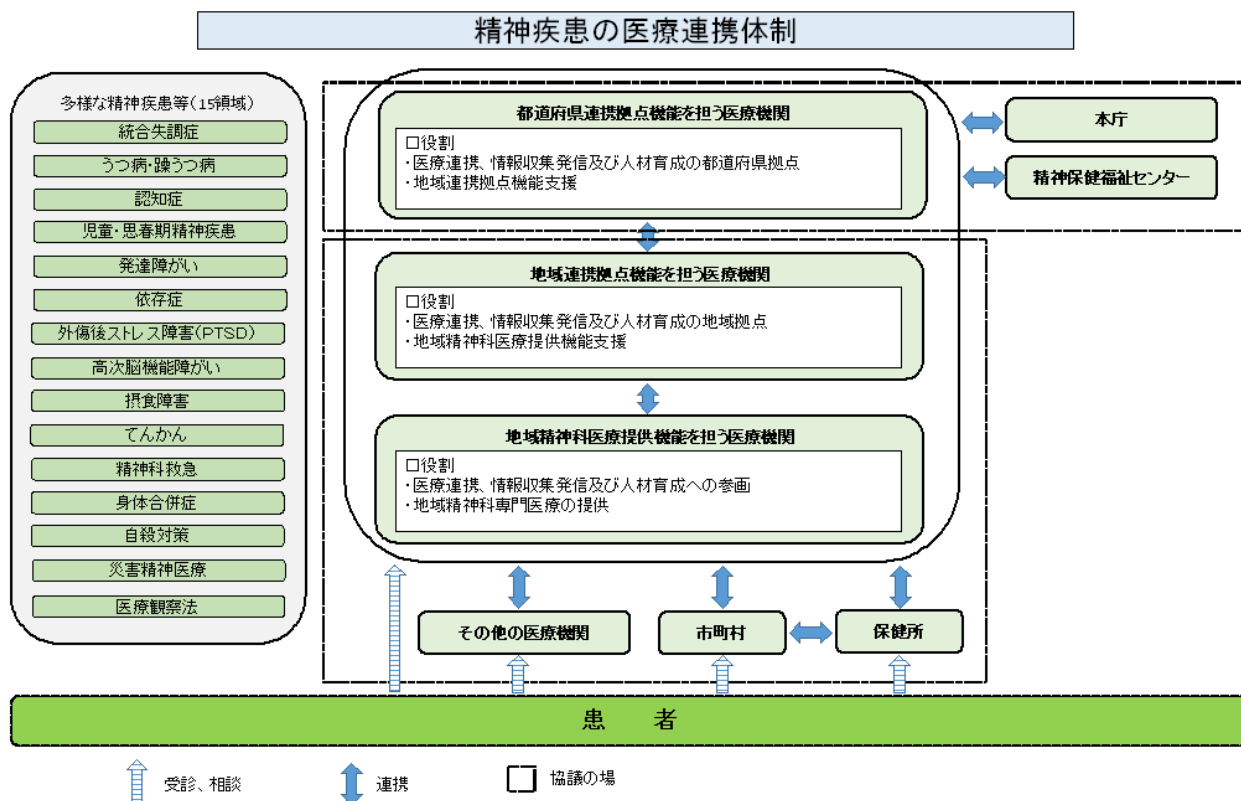 精神疾患の医療連携体制
多様な精神疾患等(15領域)
統合失調症
うつ病・躁うつ病
認知症
児童・思春期精神疾患
発達障がい
依存症
外傷後ストレス障害(PTSD)
高次脳機能障がい
摂食障害
てんかん
精神科救急
身体合併症
自殺対策
災害精神医療
医療観察法
都道府県連携拠点機能を担う医療機関
□役割
・医療連携、情報収集発信及び人材育成の都道府県拠点
・地域連携拠点機能支援
本庁
精神保健福祉センター
地域連携拠点機能を担う医療機関
□役割
・医療連携、情報収集発信及び人材育成の地域拠点
・地域精神科医療提供機能支援
地域精神科医療提供機能を担う医療機関
□役割
・医療連携、情報収集発信及び人材育成への参画
・地域精神科専門医療の提供
その他の医療機関
市町村
保健所
患　者
受診、相談
連携
協議の場